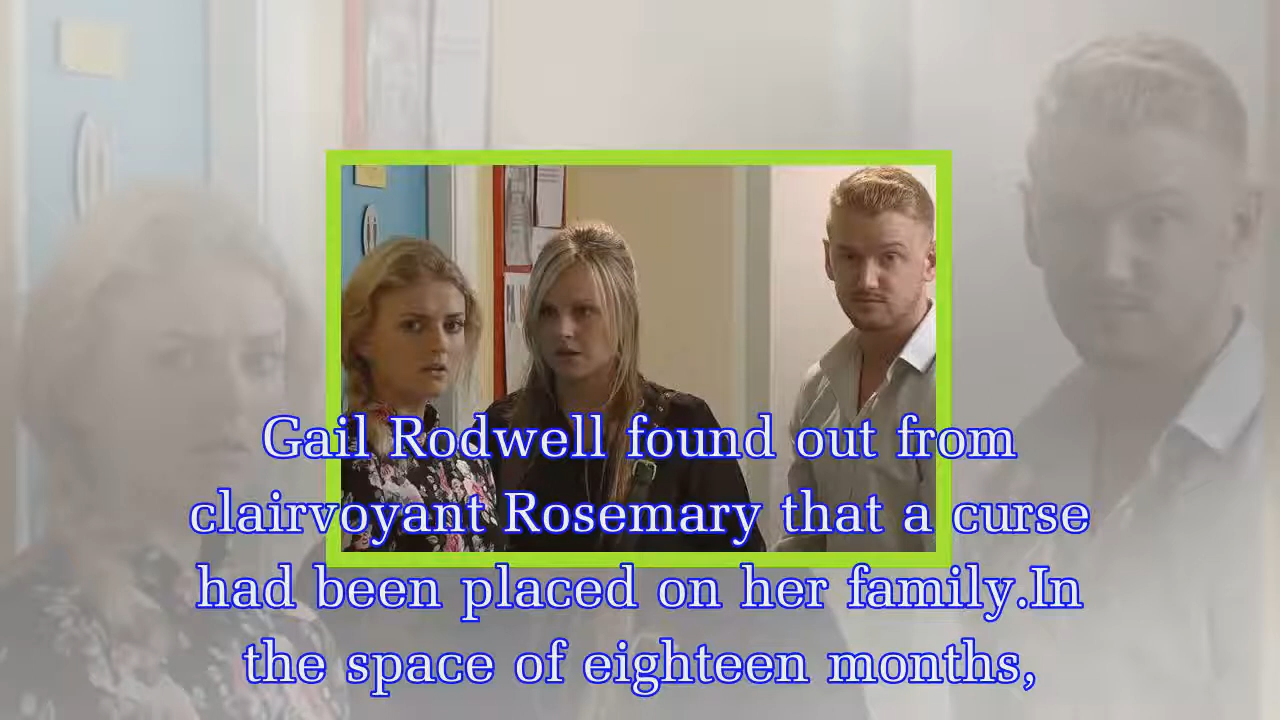 Gail Rodwell found out from
clairvoyant Rosemary that a curse
had been placed on her family.In
the space of eighteen months,